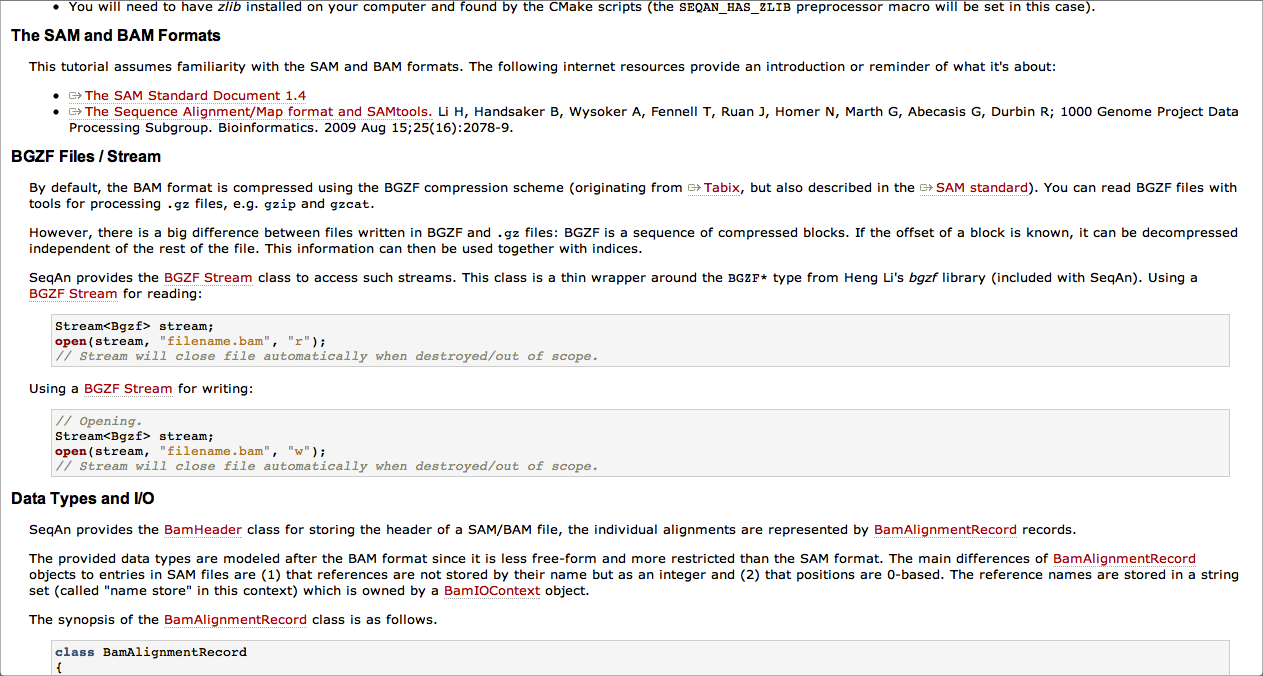 • You will need to have zlib installed on your computer and found by the CMake scripts (the SEQAN_HAS_ZLIB preprocessor macro will be set in this case).
The SAM and BAM Formats
This tutorial assumes familiarity with the SAM and BAM formats. The following internet resources provide an introduction or reminder of what it's about:
• The SAM Standard Document 1.4
• The Sequence Alignment/Map format and SAMtools. Li H, Handsaker B, Wysoker A, Fennell T, Ruan J, Homer N, Marth G, Abecasis G, Durbin R; 1000 Genome Project Data
Processing Subgroup. Bioinformatics. 2009 Aug 15;25(16):2078-9.
BGZF Files / Stream
By default, the BAM format is compressed using the BGZF compression scheme (originating from Tabix, but also described in the SAM standard). You can read BGZF files with
tools for processing .gz files, e.g. gzip and gzcat.
However, there is a big difference between files written in BGZF and .gz files: BGZF is a sequence of compressed blocks. If the offset of a block is known, it can be decompressed
independent of the rest of the file. This information can then be used together with indices.
SeqAn provides the BGZF Stream class to access such streams. This class is a thin wrapper around the BGZF* type from Heng Li's bgzf library (included with SeqAn). Using a
BGZF Stream for reading:
Stream<Bgzf> stream;
open(stream, "filename.bam", "r");
// Stream will close file automatically when destroyed/out of scope.
Using a BGZF Stream for writing:
// Opening.
Stream<Bgzf> stream;
open(stream, "filename.bam", "w");
// Stream will close file automatically when destroyed/out of scope.
Data Types and I/O
SeqAn provides the BamHeader class for storing the header of a SAM/BAM file, the individual alignments are represented by BamAlignmentRecord records.
The provided data types are modeled after the BAM format since it is less free-form and more restricted than the SAM format. The main differences of BamAlignmentRecord
objects to entries in SAM files are (1) that references are not stored by their name but as an integer and (2) that positions are 0-based. The reference names are stored in a string
set (called "name store" in this context) which is owned by a BamIOContext object.
The synopsis of the BamAlignmentRecord class is as follows.
class BamAlignmentRecord
{